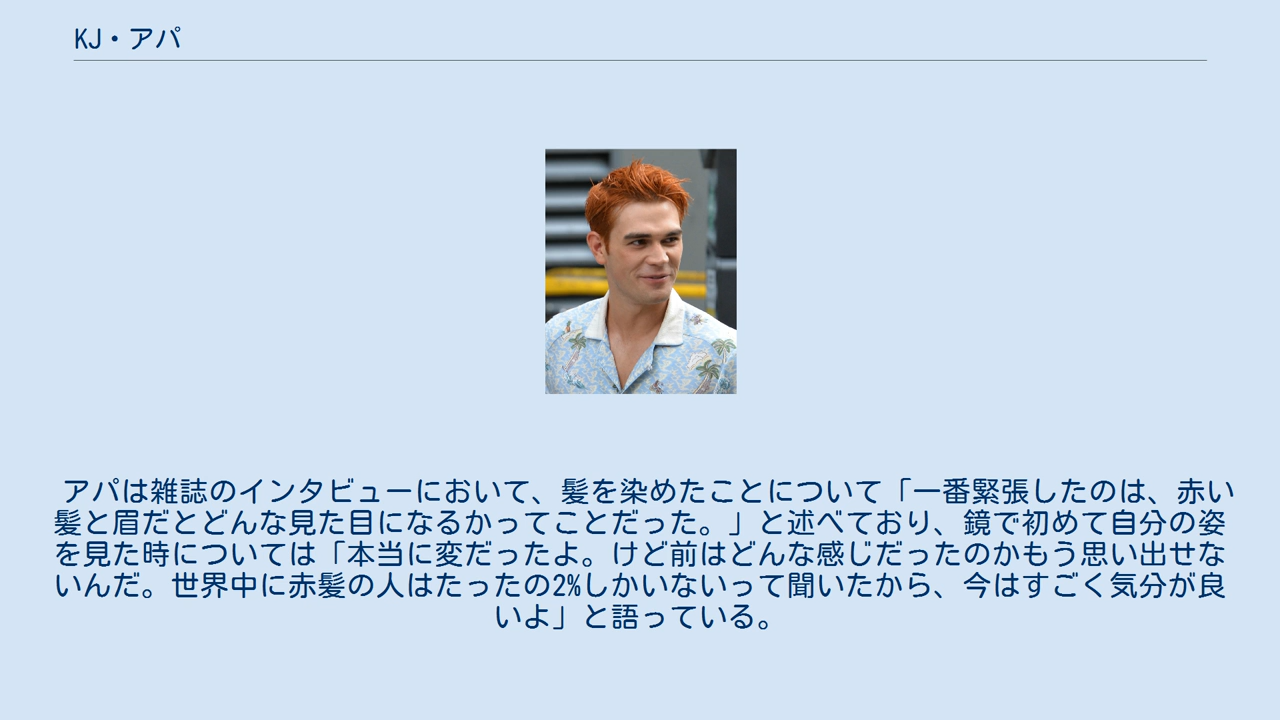 KJ・アパ
アパは雑誌のインタビューにおいて、髪を染めたことについて「一番緊張したのは、赤い
髪と眉だとどんな見た目になるかってことだった。」と述べており、鏡で初めて自分の姿
を見た時については「本当に変だったよ。けど前はどんな感じだったのかもう思い出せな
いんだ。世界中に赤髪の人はたったの2%しかいないって聞いたから、今はすごく気分が良
いよ」と語っている。